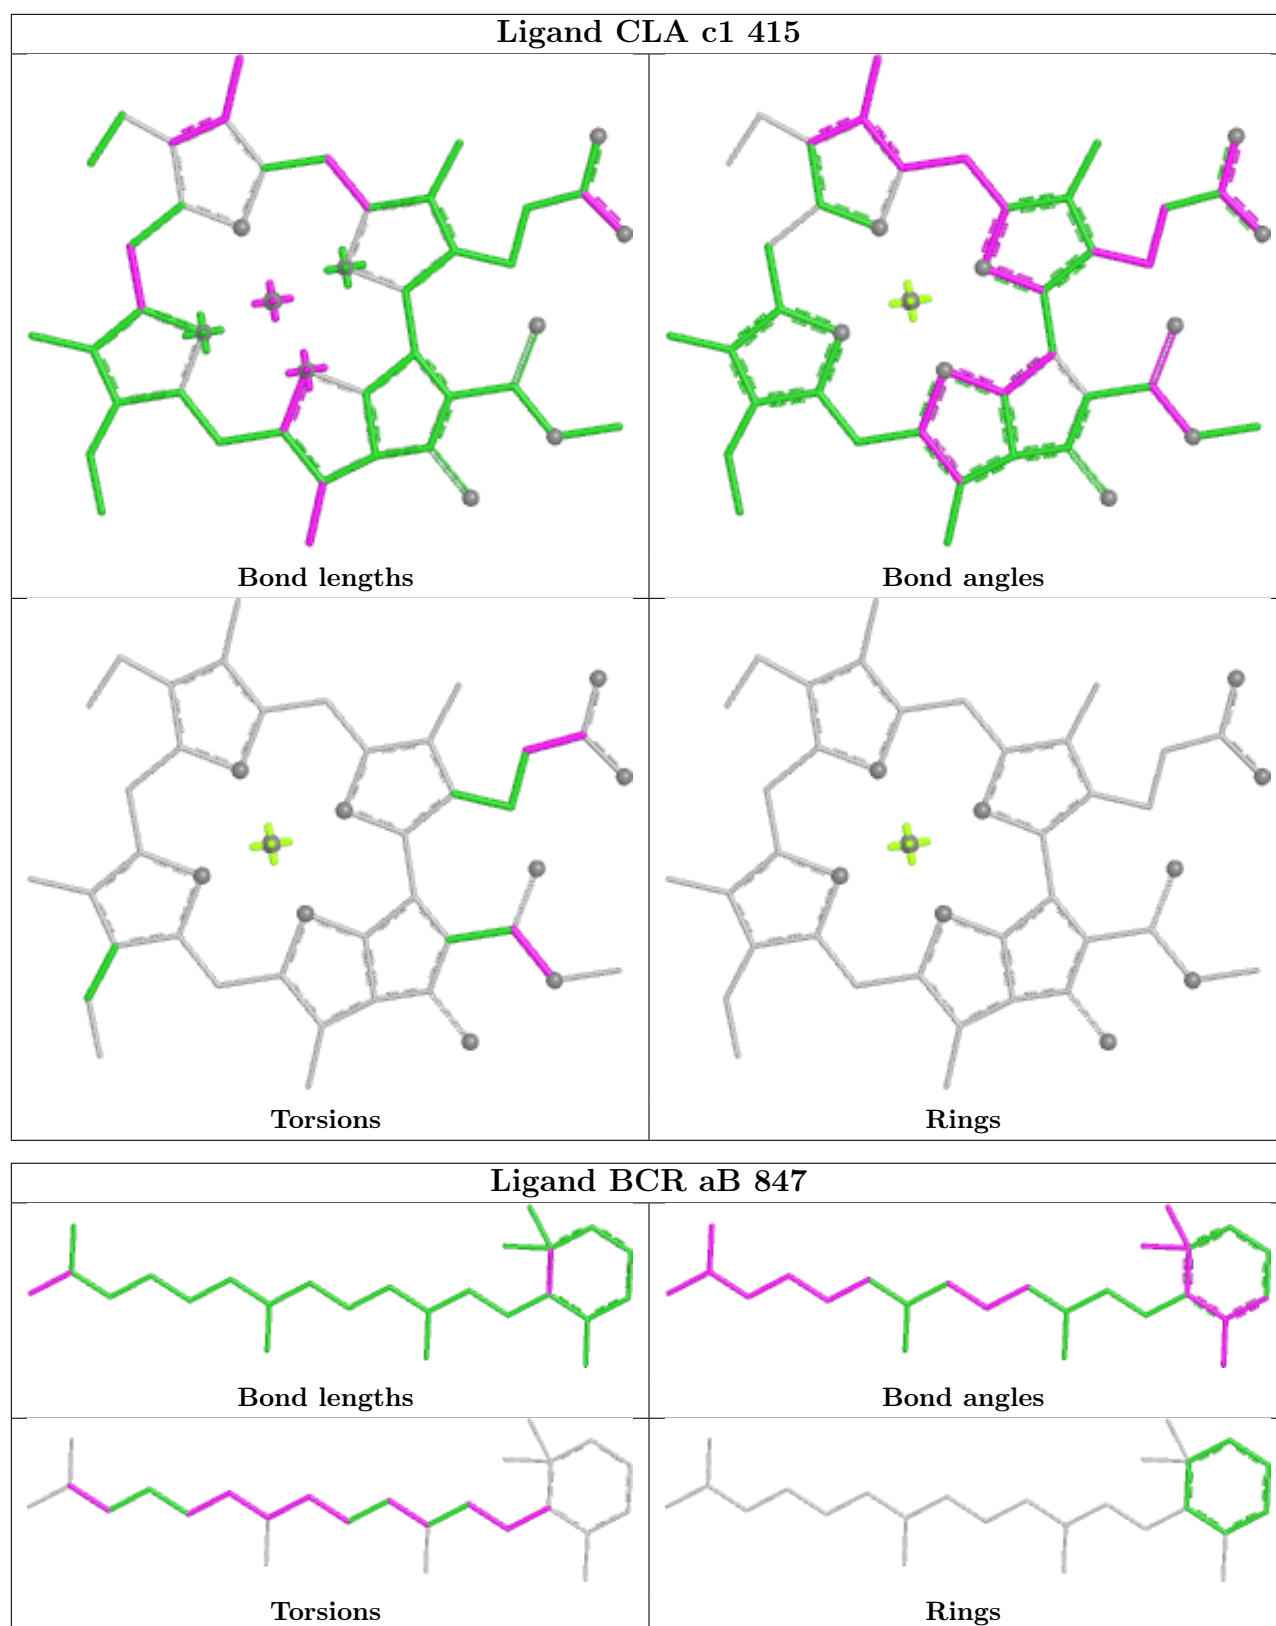 Ligand CLA c1 415
Bond lengths
Bond angles
Torsions
Rings
Ligand BCR aB 847
Bond lengths
Bond angles
Torsions
Rings